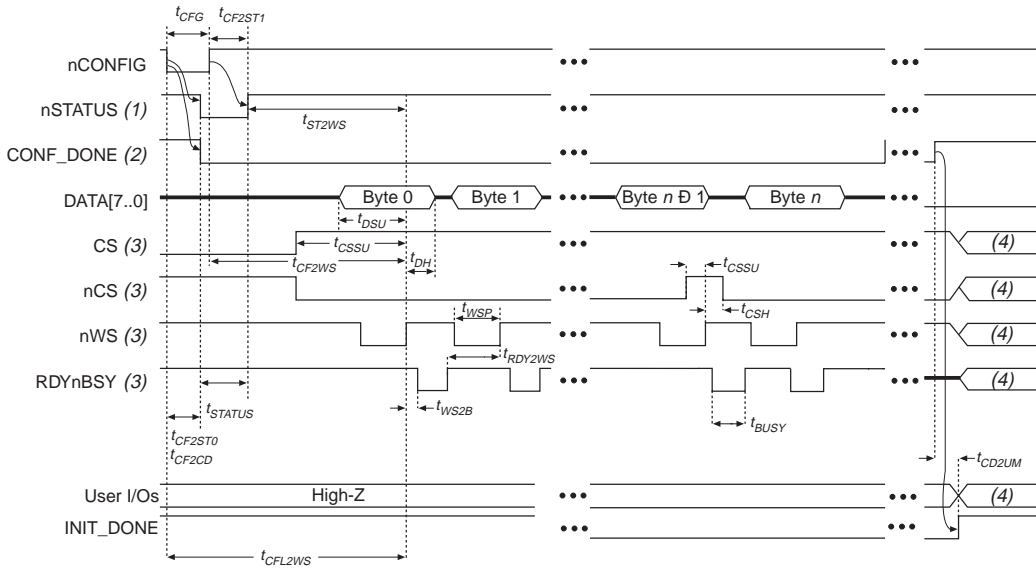 tCFG tCF2ST1
nCONFIG
nSTATUS (1)
tST2WS
CONF_DONE (2)
DATA[7..0] Byte 0 Byte 1 Byte n Ð 1 Byte n
tDSU
CS (3) tCSSU (4)
tCF2WS tDH tCSSU
nCS (3) (4)
tWSP tCSH
nWS (3) (4)
tRDY2WS
RDYnBSY (3) (4)
tSTATUS tWS2B
tBUSY
tCF2ST0
tCF2CD
tCD2UM
User I/Os High-Z (4)
INIT_DONE
tCFL2WS